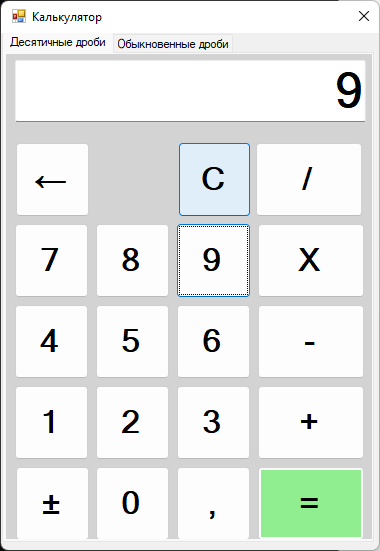 Калькулятор
Десятичные дроби Обыкновенные дроби
9
← C /
7 8 9 X
4 5 6 -
1 2 3 +
± 0 , =